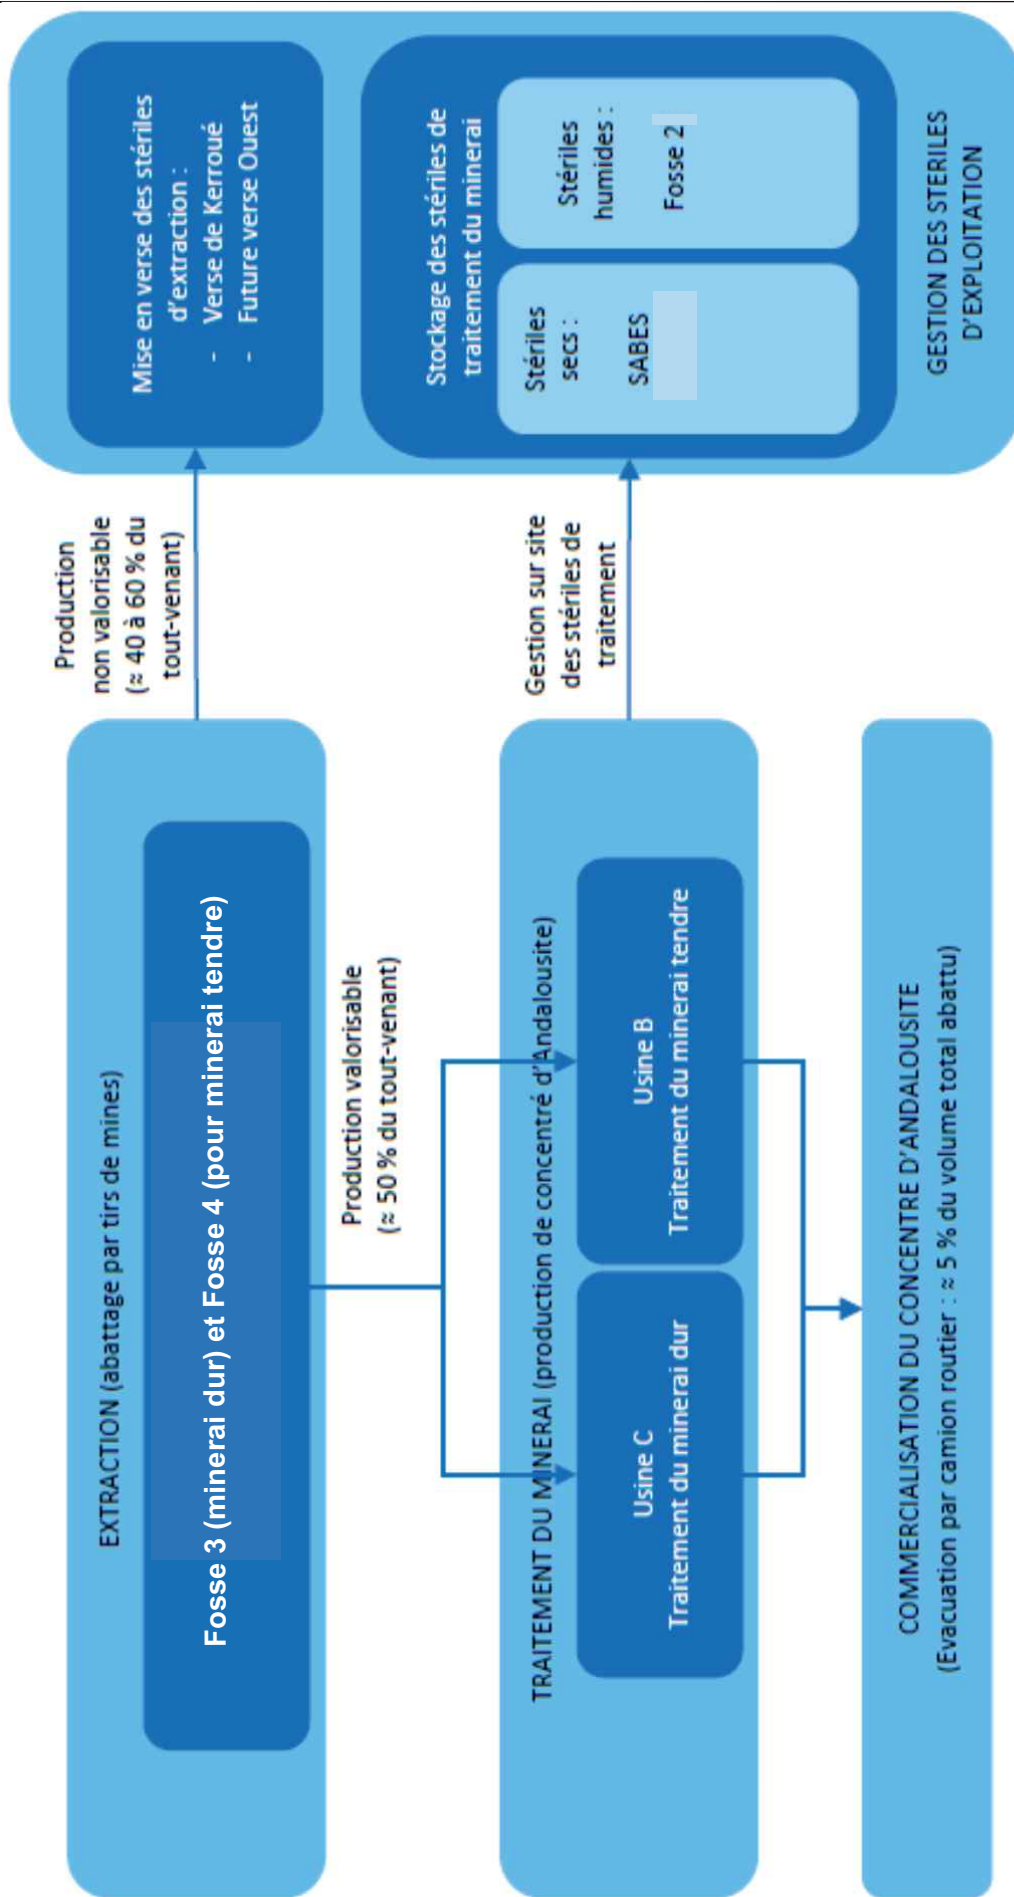 EXTRACTION (abattage par tirs de mines)
Fosse 3 (minerai dur) et Fosse 4 (pour minerai tendre)
Production
non valorisable
(≈ 40 à 60 % du
tout-venant)
Mise en verse des stériles
d'extraction :
- Verse de Kerroué
- Future verse Ouest
Production valorisable
(≈ 50 % du tout-venant)
TRAITEMENT DU MINERAI (production de concentré d'Andalousite)
Usine C
Traitement du minerai dur
Usine B
Traitement du minerai tendre
Gestion sur site
des stériles de
traitement
Stockage des stériles de
traitement du minerai
Stériles
secs :
SABES
Stériles
humides :
Fosse 2
GESTION DES STERILES
D'EXPLOITATION
COMMERCIALISATION DU CONCENTRE D'ANDALOUSITE
(Evacuation par camion routier : ≈ 5 % du volume total abattu)